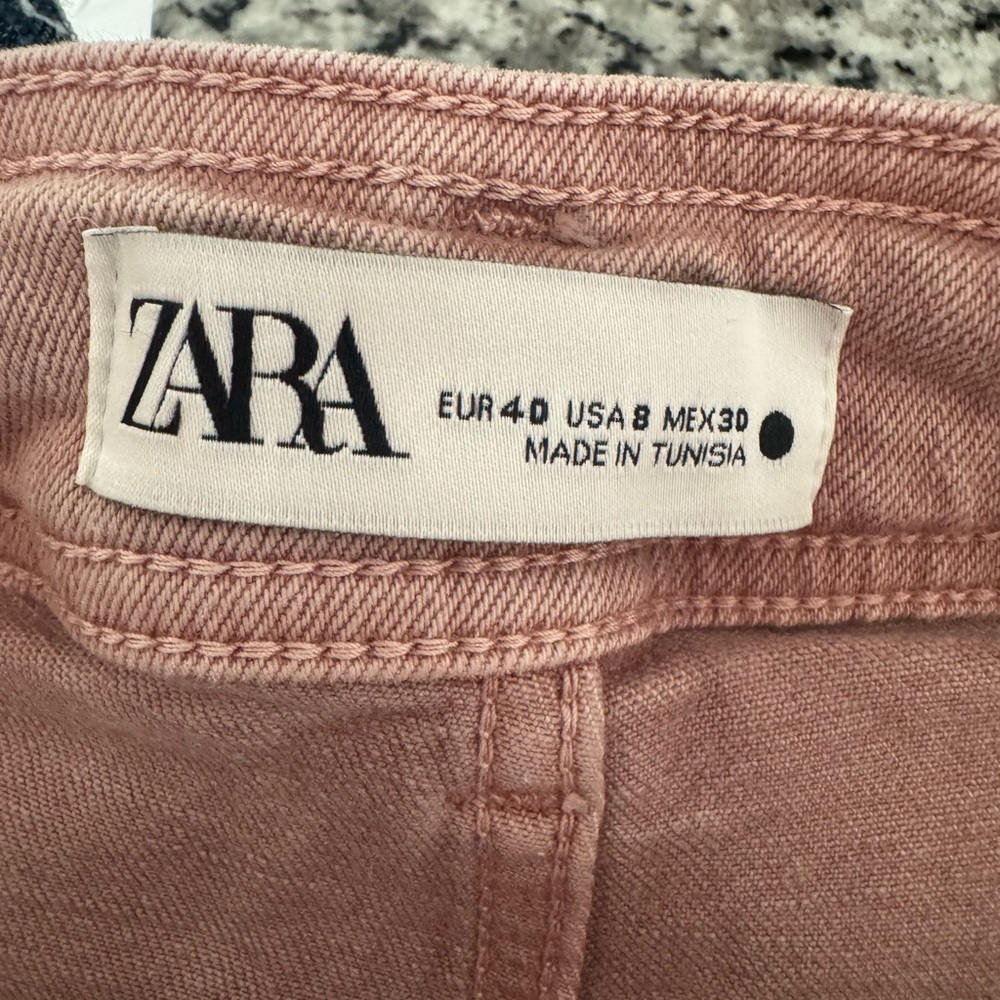 ZARA
EUR 40 USA 8 MEX 30
MADE IN TUNISIA